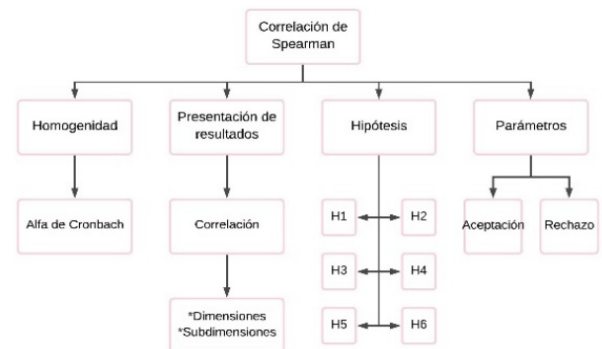 Correlación de
Spearman
Homogenidad
Presentación de
resultados
Hipótesis
Parámetros
Alfa de Cronbach
Correlación
H1
H2
Aceptación
Rechazo
H3
H4
*Dimensiones
*Subdimensiones
H5
H6